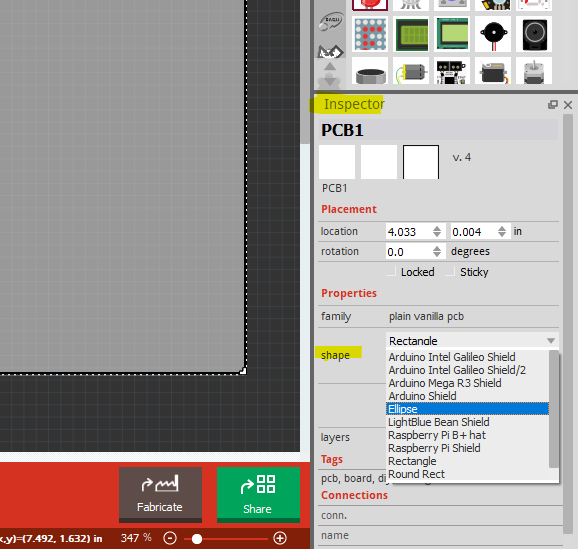 Inspector
PCB1
v. 4
PCB1
Placement
location 4.033 0.004 in
rotation 0.0 degrees
Locked Sticky
Properties
family plain vanilla pcb
Rectangle
shape
Arduino Intel Galileo Shield
Arduino Intel Galileo Shield/2
Arduino Mega R3 Shield
Arduino Shield
Ellipse
LightBlue Bean Shield
Raspberry Pi B+ hat
Raspberry Pi Shield
Rectangle
Round Rect
layers
Tags
pcb, board,
Connections
conn.
name
Fabricate
Share
x,y)=(7.492, 1.632) in 347 %